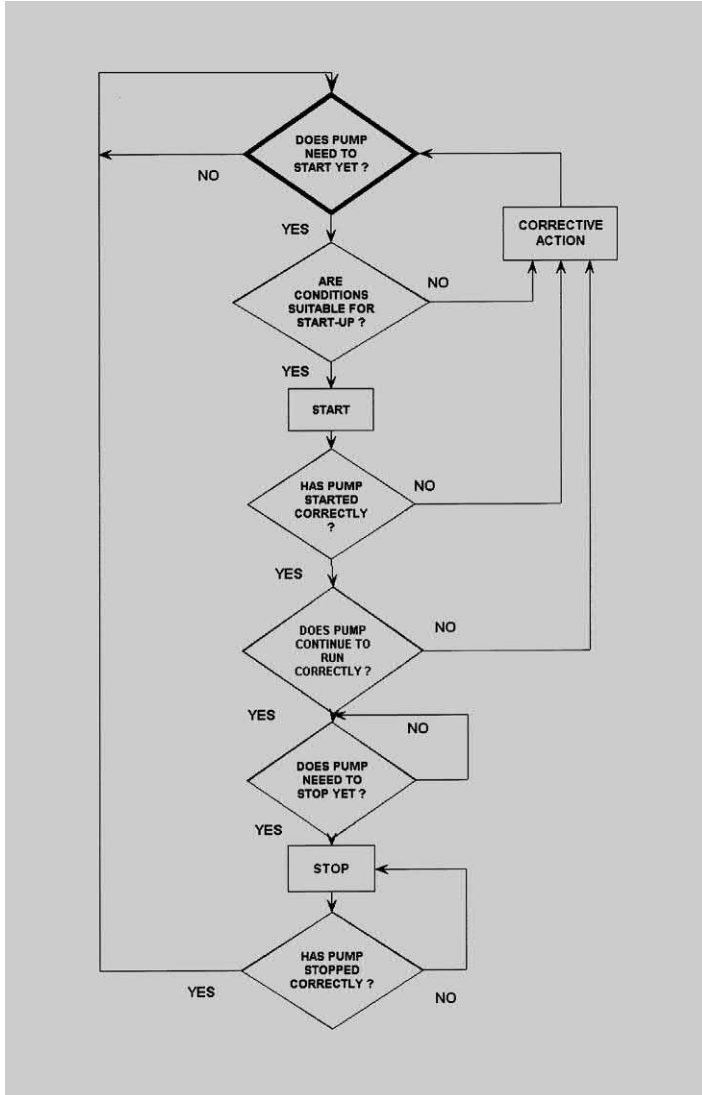 DOES PUMP
NEED TO
START YET ?
NO
YES
CORRECTIVE
ACTION
ARE
CONDITIONS
SUITABLE FOR
START-UP ?
NO
YES
START
HAS PUMP
STARTED
CORRECTLY
?
NO
YES
DOES PUMP
CONTINUE TO
RUN
CORRECTLY ?
NO
YES
NO
DOES PUMP
NEEED TO
STOP YET ?
YES
STOP
HAS PUMP
STOPPED
CORRECTLY ?
YES
NO